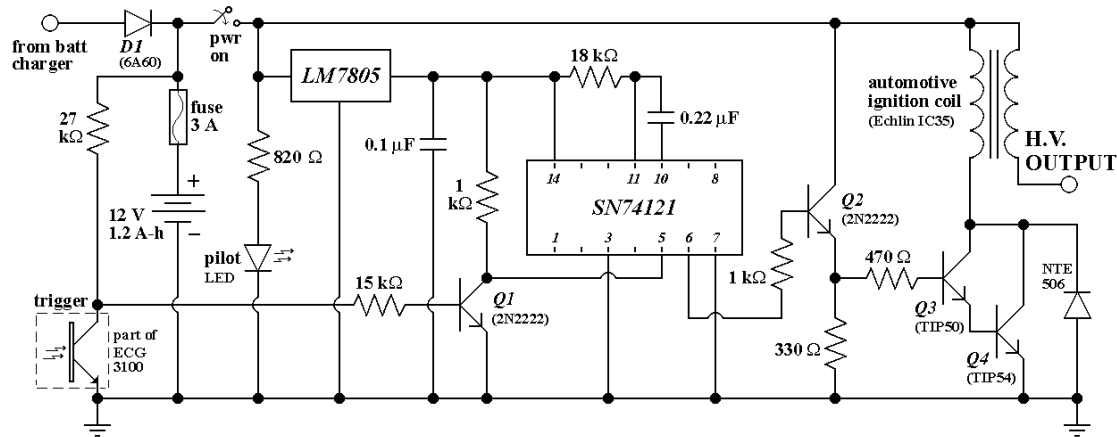 from batt
charger
D1
(6A60)
pwr
on
27
kΩ
fuse
3 A
+
12 V
1.2 A-h
−
LM7805
820 Ω
pilot
LED
0.1 µF
1
kΩ
18 kΩ
0.22 µF
14
11
10
8
SN74121
1
3
5
6
7
15 kΩ
Q1
(2N2222)
1 kΩ
Q2
(2N2222)
330 Ω
470 Ω
Q3
(TIP50)
Q4
(TIP54)
NTE
506
automotive
ignition coil
(Echlin IC35)
H.V.
OUTPUT
trigger
part of
ECG
3100